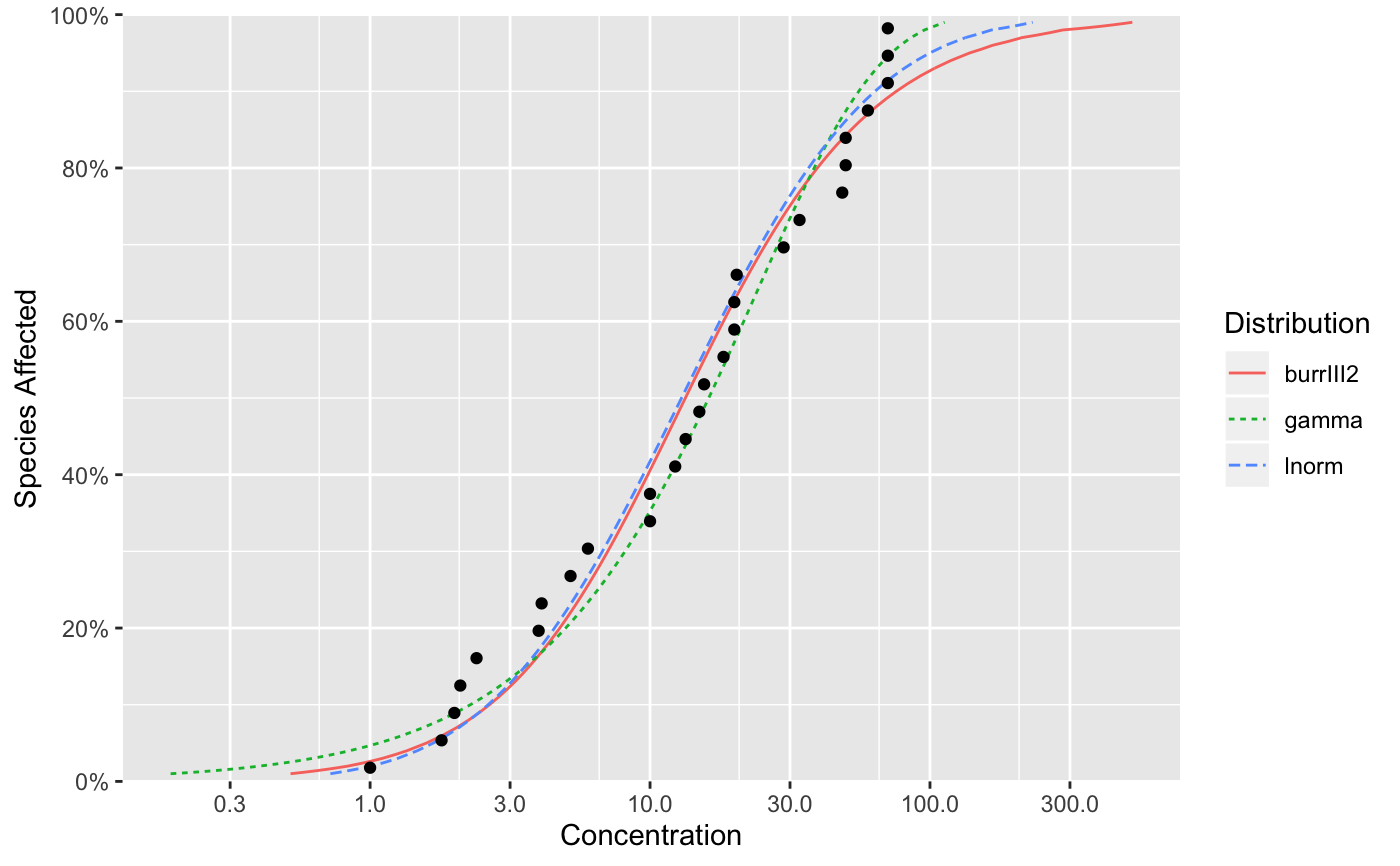 100%
80%
60%
40%
20%
0%
Species Affected
0.3 1.0 3.0 10.0 30.0 100.0 300.0
Concentration
Distribution
burrIII2
gamma
lnorm